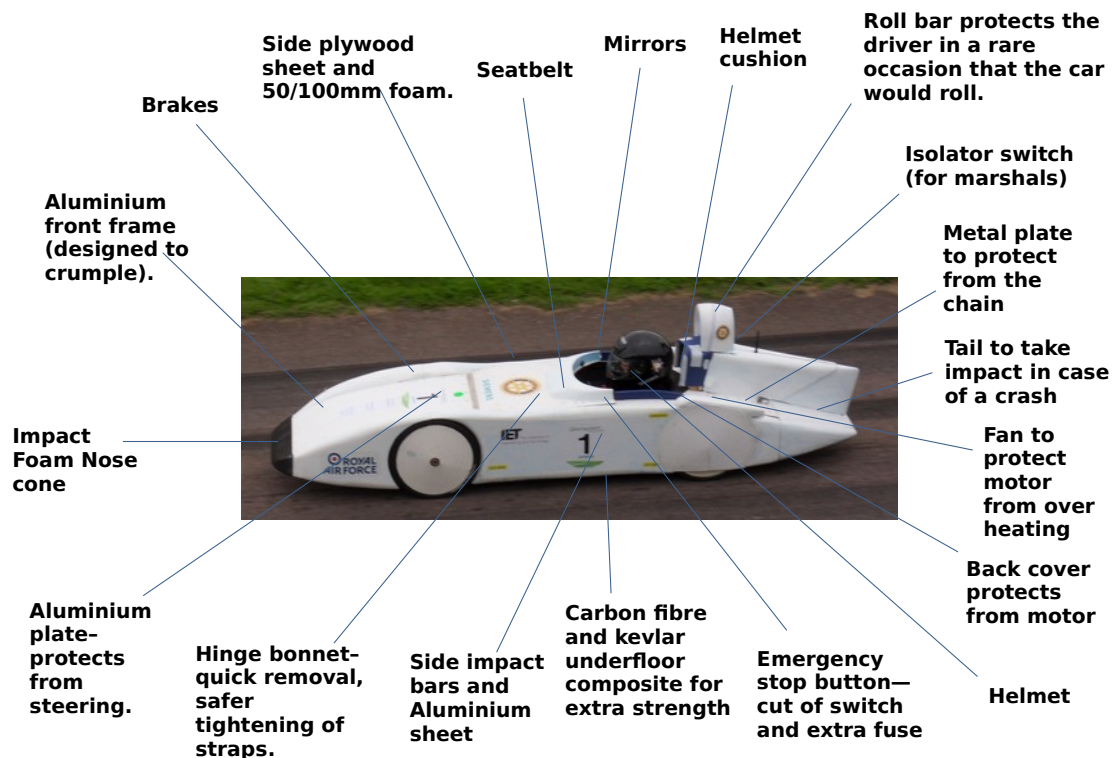 Roll bar protects the
driver in a rare
occasion that the car
would roll.
Helmet
cushion
Mirrors
Side plywood
sheet and
50/100mm foam.
Seatbelt
Brakes
Isolator switch
(for marshals)
Aluminium
front frame
(designed to
crumple).
Metal plate
to protect
from the
chain
Tail to take
impact in case
of a crash
Impact
Foam Nose
cone
Fan to
protect
motor
from over
heating
IET
1
ROYAL
AIR FORCE
Back cover
protects
from motor
Aluminium
plate–
protects
from
steering.
Hinge bonnet–
quick removal,
safer
tightening of
straps.
Side impact
bars and
Aluminium
sheet
Carbon fibre
and kevlar
underfloor
composite for
extra strength
Emergency
stop button—
cut of switch
and extra fuse
Helmet